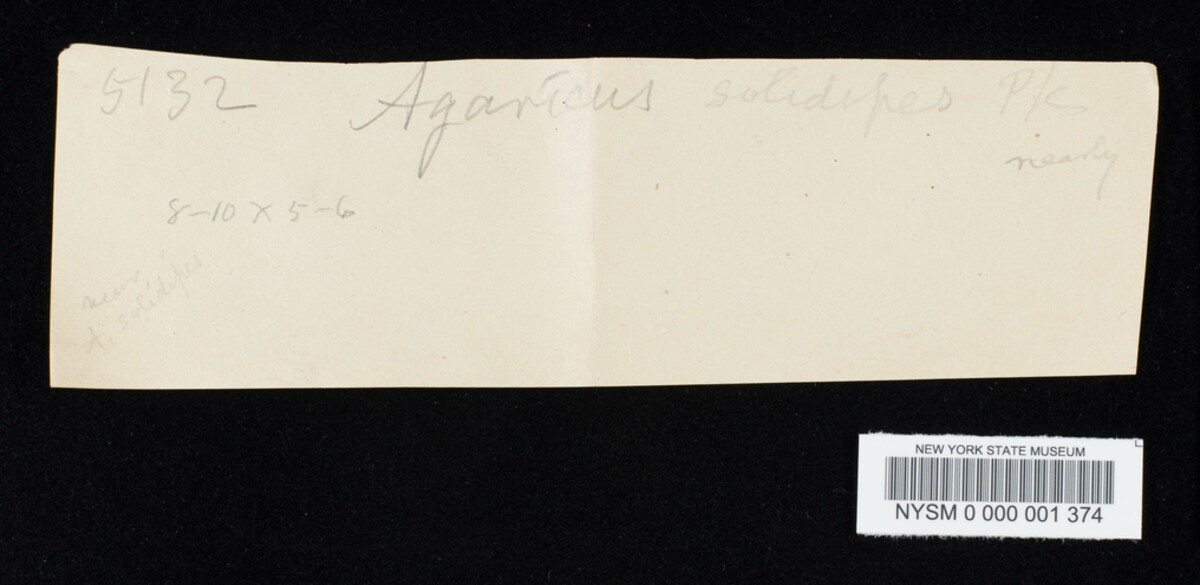 5132 Agaricus solidipes Pk
nearly
8-10 X 5-6
near
A. solidipes
NEW YORK STATE MUSEUM
NYSM 0 000 001 374